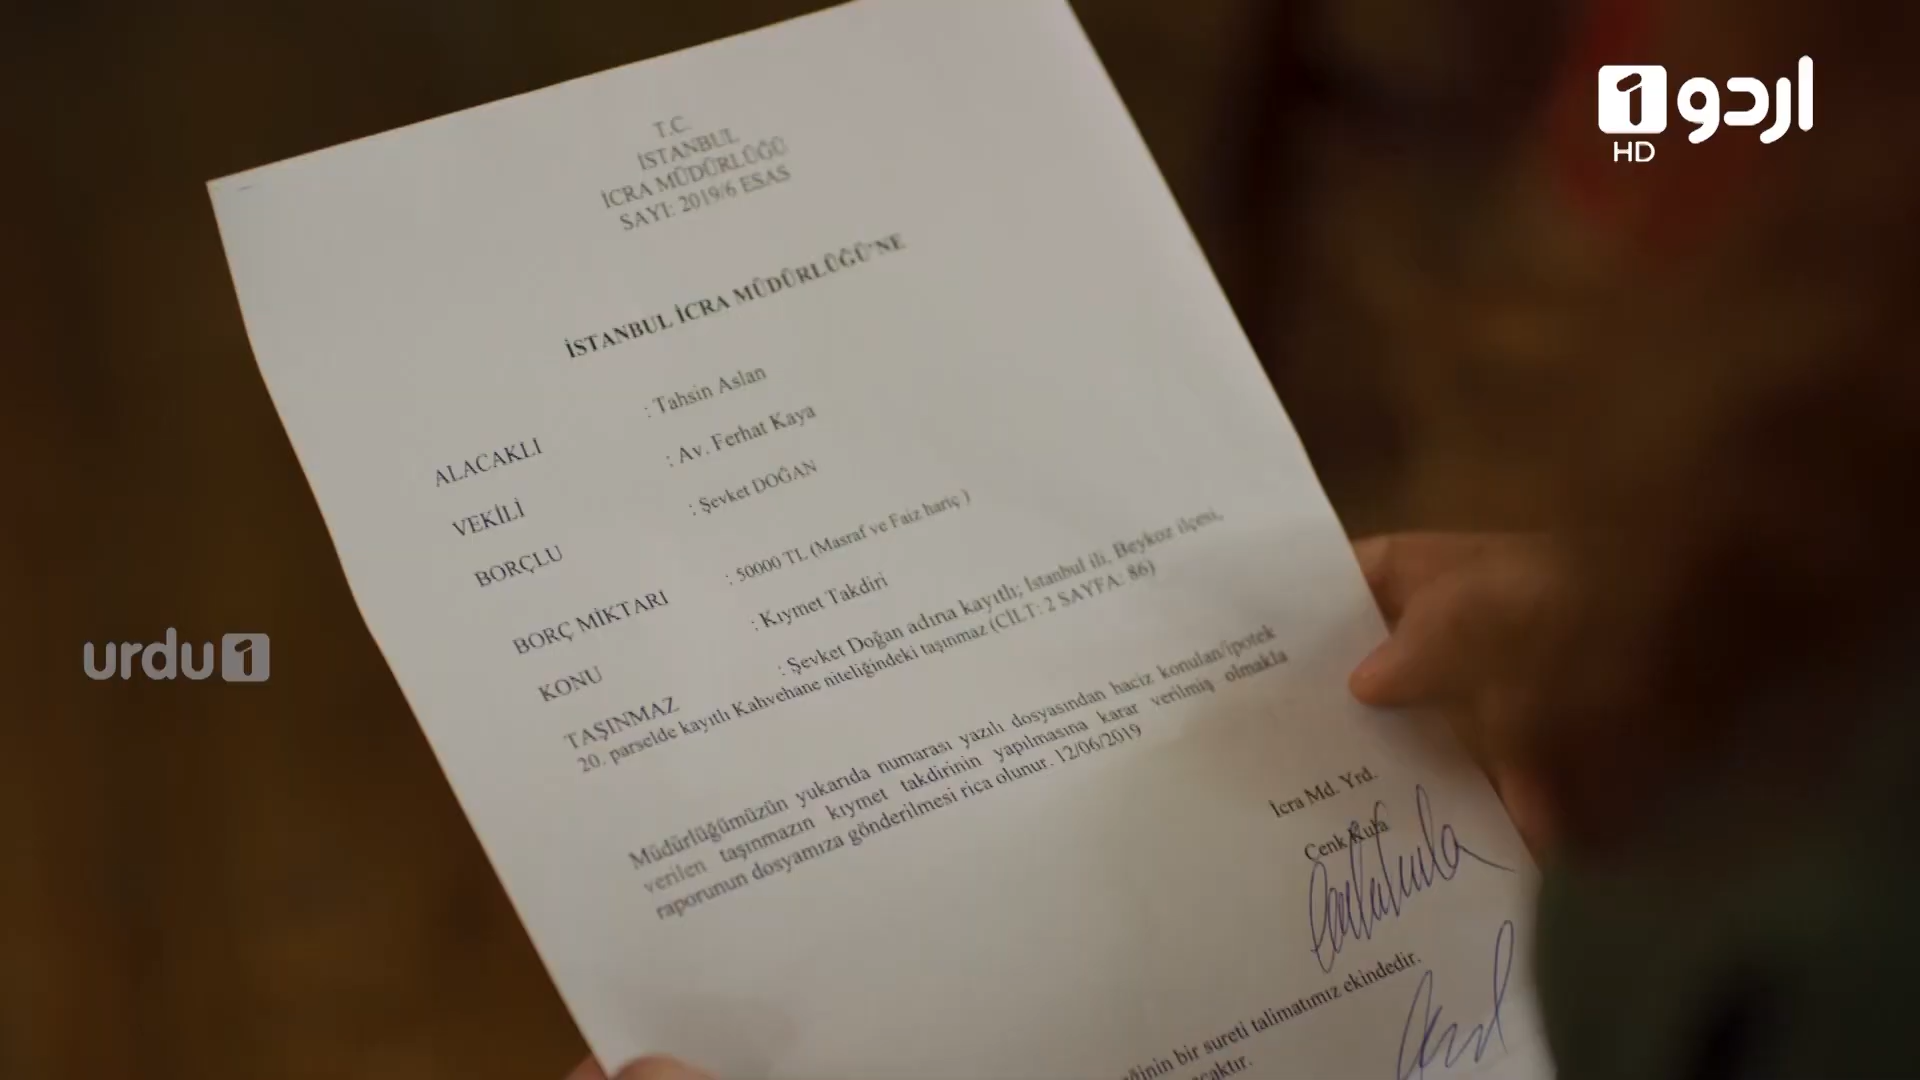 1 اردو
HD
T.C.
İSTANBUL
İCRA MÜDÜRLÜĞÜ
SAYI: 2019/6 ESAS
İSTANBUL İCRA MÜDÜRLÜĞÜ'NE
ALACAKLI : Tahsin Aslan
VEKİLİ : Av. Ferhat Kaya
BORÇLU : Şevket DOĞAN
BORÇ MİKTARI : 50000 TL (Masraf ve Faiz hariç )
KONU : Kıymet Takdiri
TAŞINMAZ : Şevket Doğan adına kayıtlı; İstanbul ili, Beykoz ilçesi,
20. parselde kayıtlı Kahvehane niteliğindeki taşınmaz (CİLT: 2 SAYFA: 86)
Müdürlüğümüzün yukarıda numarası yazılı dosyasından haciz konulan/ipotek
verilen taşınmazın kıymet takdirinin yapılmasına karar verilmiş olmakla
raporunun dosyamıza gönderilmesi rica olunur. 12/06/2019
İcra Md. Yrd.
Cenk Kula
bir sureti talimatımız ekindedir.
urdu1